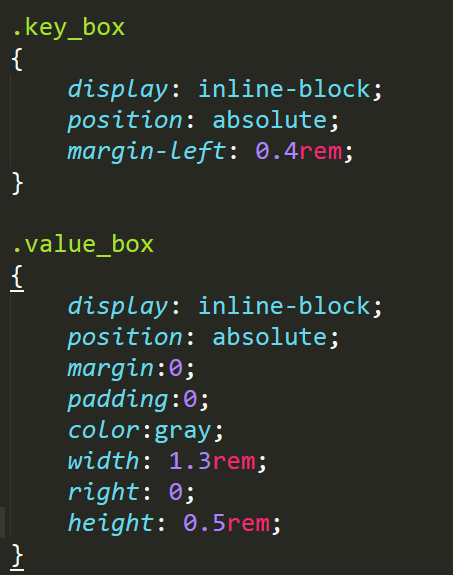 .key_box
{
    display: inline-block;
    position: absolute;
    margin-left: 0.4rem;
}

.value_box
{
    display: inline-block;
    position: absolute;
    margin:0;
    padding:0;
    color:gray;
    width: 1.3rem;
    right: 0;
    height: 0.5rem;
}